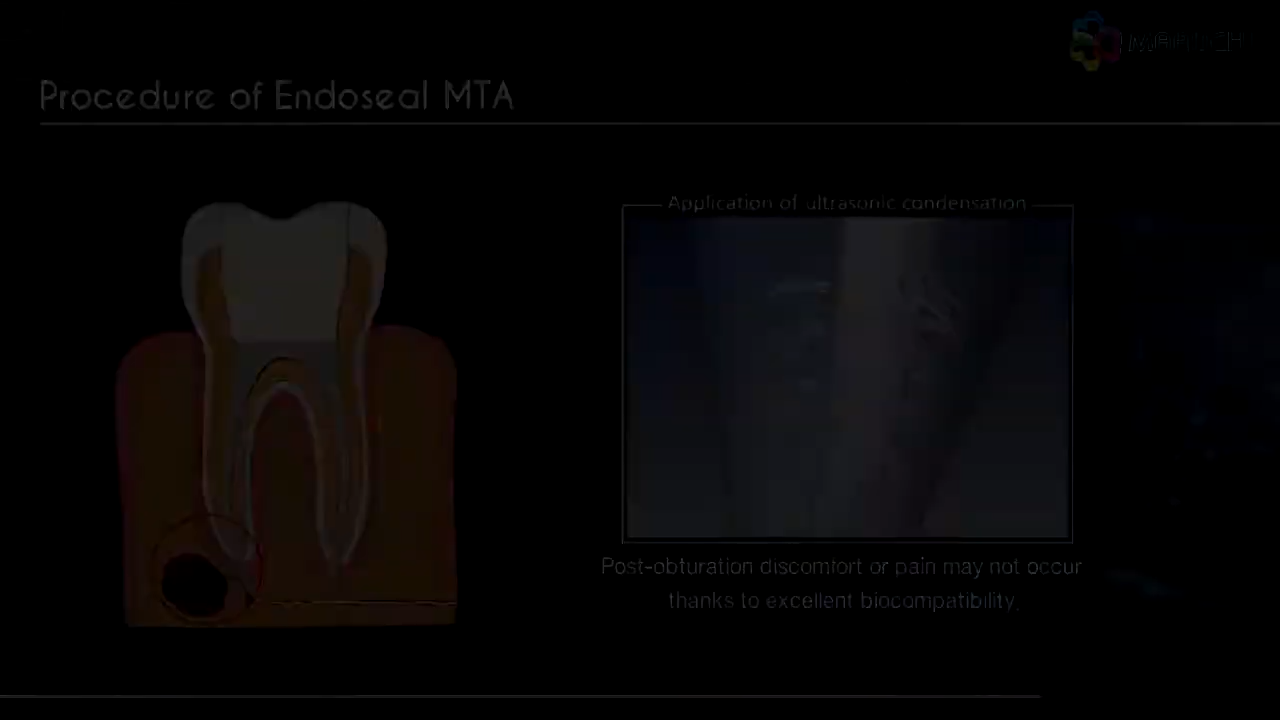 Procedure of Endoseal MTA
Application of ultrasonic condensation
Post-obturation discomfort or pain may not occur
thanks to excellent biocompatibility.